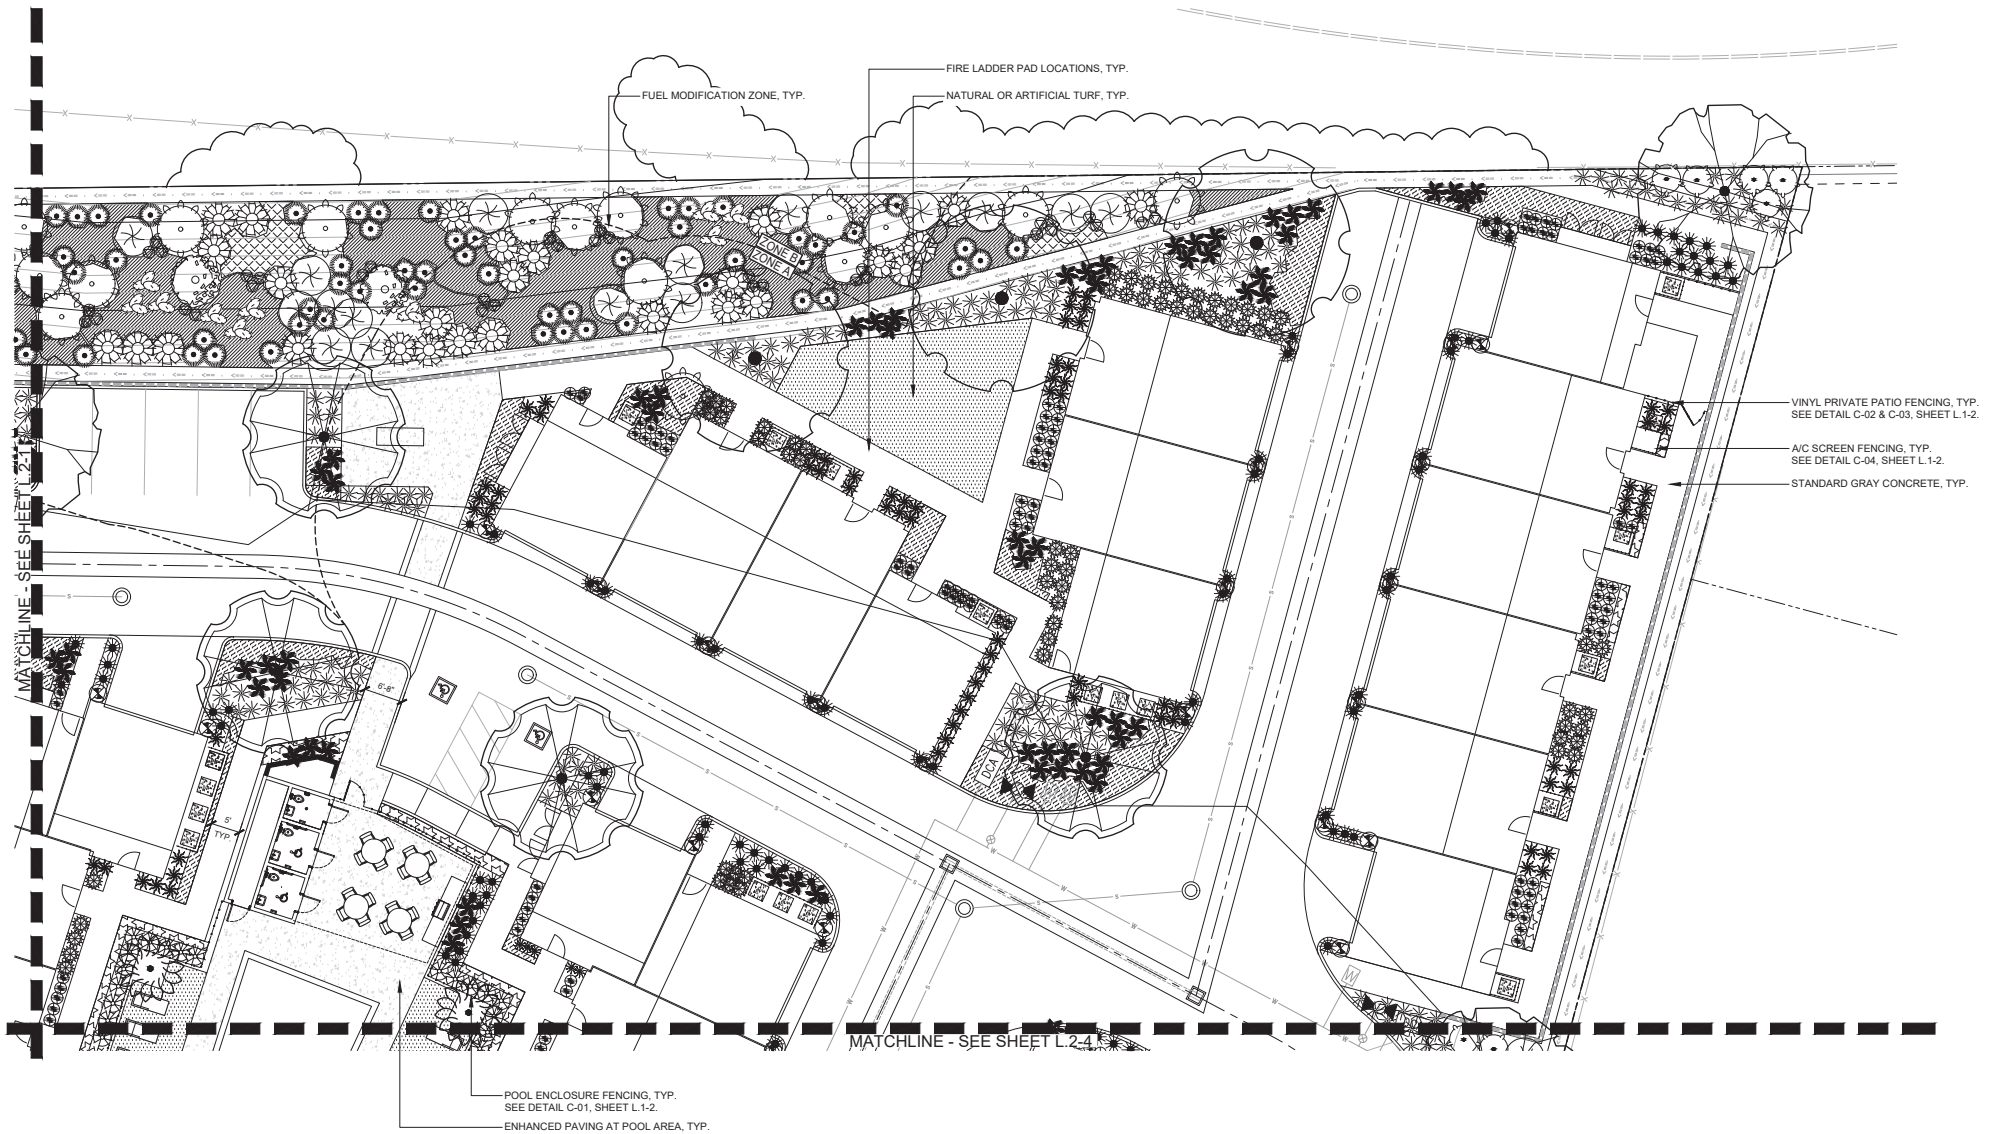 FIRE LADDER PAD LOCATIONS, TYP.
FUEL MODIFICATION ZONE, TYP.
NATURAL OR ARTIFICIAL TURF, TYP.
ZONE B
ZONE A
VINYL PRIVATE PATIO FENCING, TYP.
SEE DETAIL C-02 & C-03, SHEET L.1-2.
A/C SCREEN FENCING, TYP.
SEE DETAIL C-04, SHEET L.1-2.
STANDARD GRAY CONCRETE, TYP.
MATCHLINE - SEE SHEET L.2-1
6'-8"
DCA
5'
TYP
MATCHLINE - SEE SHEET L.2-4
POOL ENCLOSURE FENCING, TYP.
SEE DETAIL C-01, SHEET L.1-2.
ENHANCED PAVING AT POOL AREA, TYP.